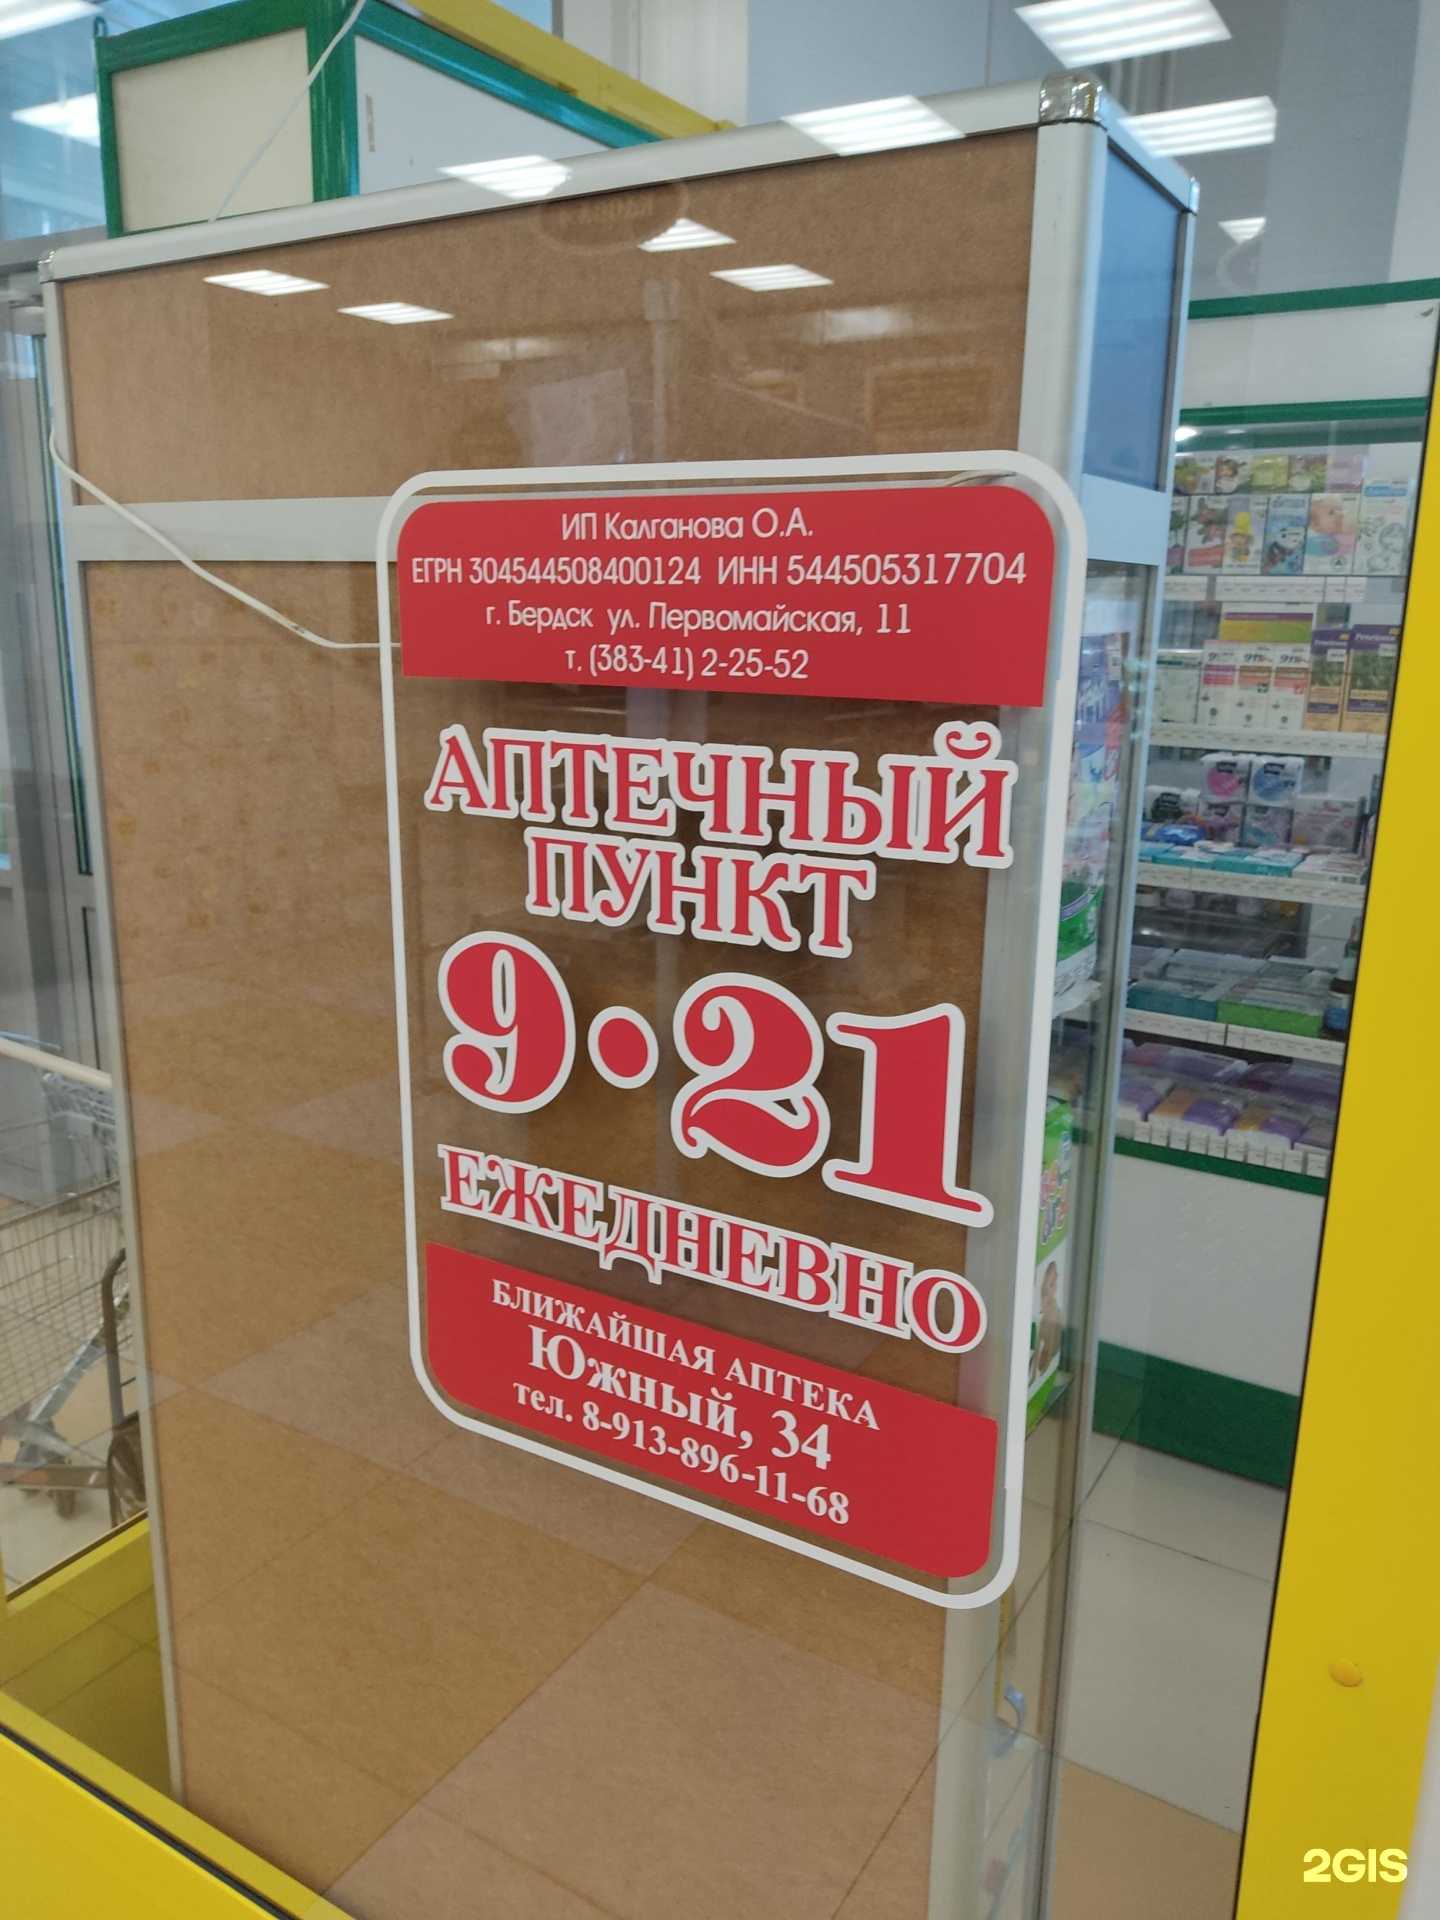 ИП Калганова О.А.
ЕГРН 304544508400124 ИНН 544505317704
г. Бердск ул. Первомайская, 11
т. (383-41) 2-25-52
АПТЕЧНЫЙ
ПУНКТ
9•21
ЕЖЕДНЕВНО
БЛИЖАЙШАЯ АПТЕКА
Южный, 34
тел. 8-913-896-11-68
2GIS